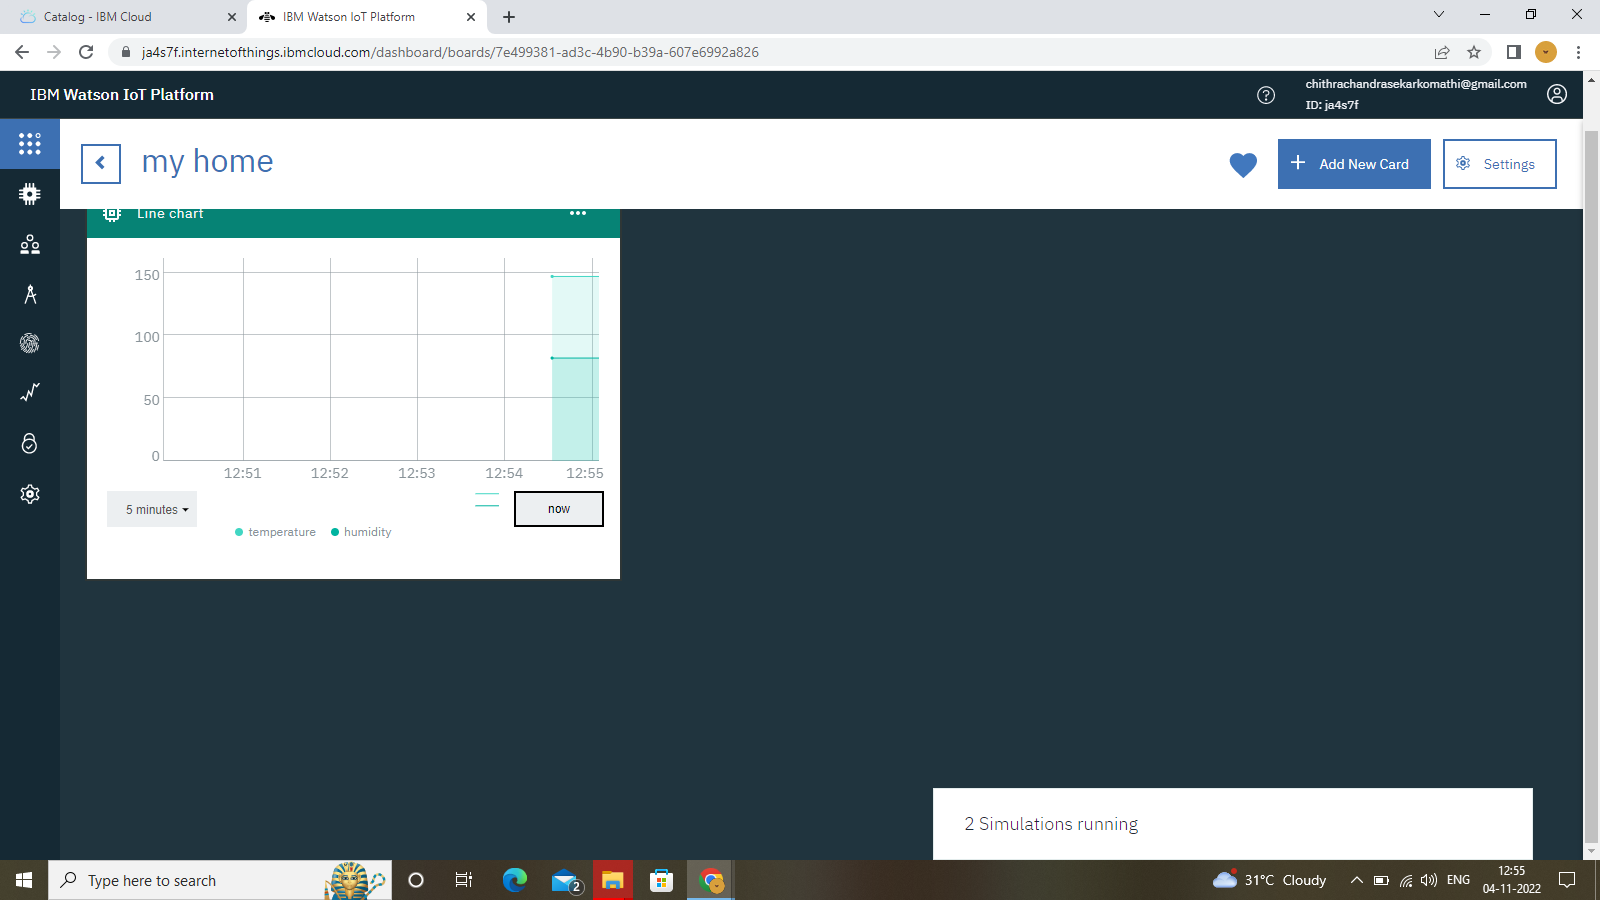 Catalog - IBM Cloud
IBM Watson IoT Platform
ja4s7f.internetofthings.ibmcloud.com/dashboard/boards/7e499381-ad3c-4b90-b39a-607e6992a826
IBM Watson IoT Platform
chithrachandrasekarkomathi@gmail.com
ID: ja4s7f
my home
Add New Card
Settings
Line chart
150
100
50
0
12:51 12:52 12:53 12:54 12:55
5 minutes
now
temperature humidity
2 Simulations running
Type here to search
2
31°C Cloudy
ENG
12:55
04-11-2022